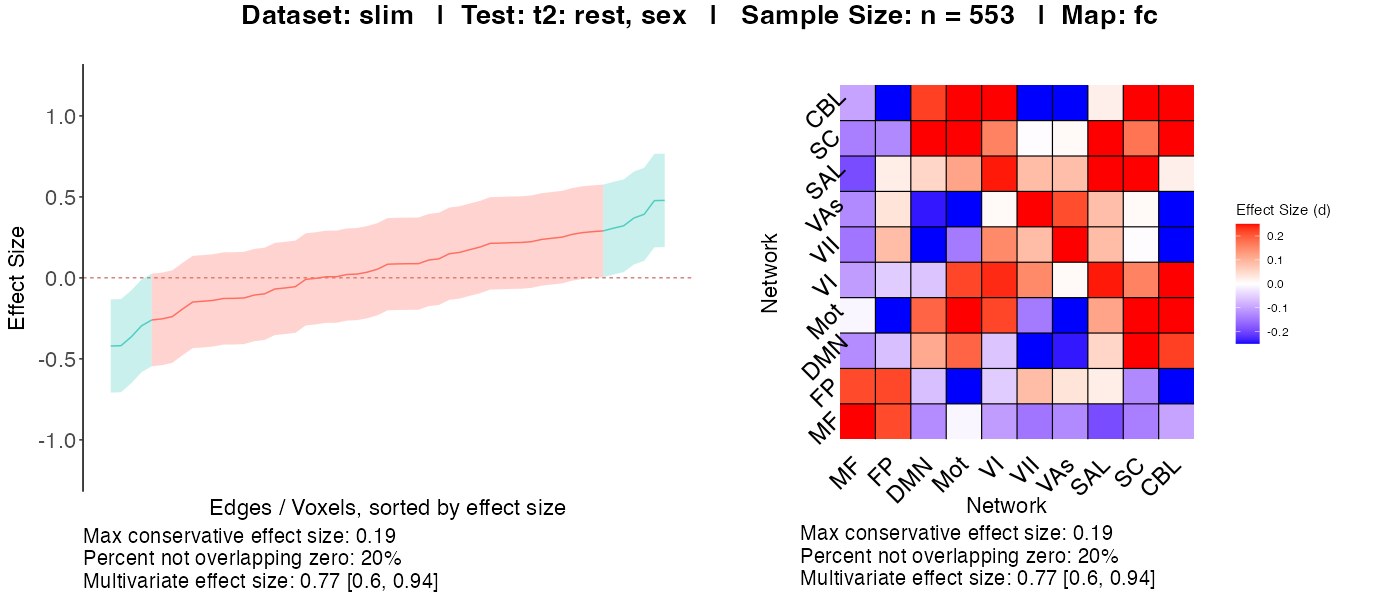 Dataset: slim | Test: t2: rest, sex | Sample Size: n = 553 | Map: fc
Effect Size
1.0
0.5
0.0
-0.5
-1.0
Edges / Voxels, sorted by effect size
Max conservative effect size: 0.19
Percent not overlapping zero: 20%
Multivariate effect size: 0.77 [0.6, 0.94]
Network
CBL
SC
SAL
VAs
VII
VI
Mot
DMN
FP
MF
MF FP DMN Mot VI VII VAs SAL SC CBL
Network
Max conservative effect size: 0.19
Percent not overlapping zero: 20%
Multivariate effect size: 0.77 [0.6, 0.94]
Effect Size (d)
0.2
0.1
0.0
-0.1
-0.2